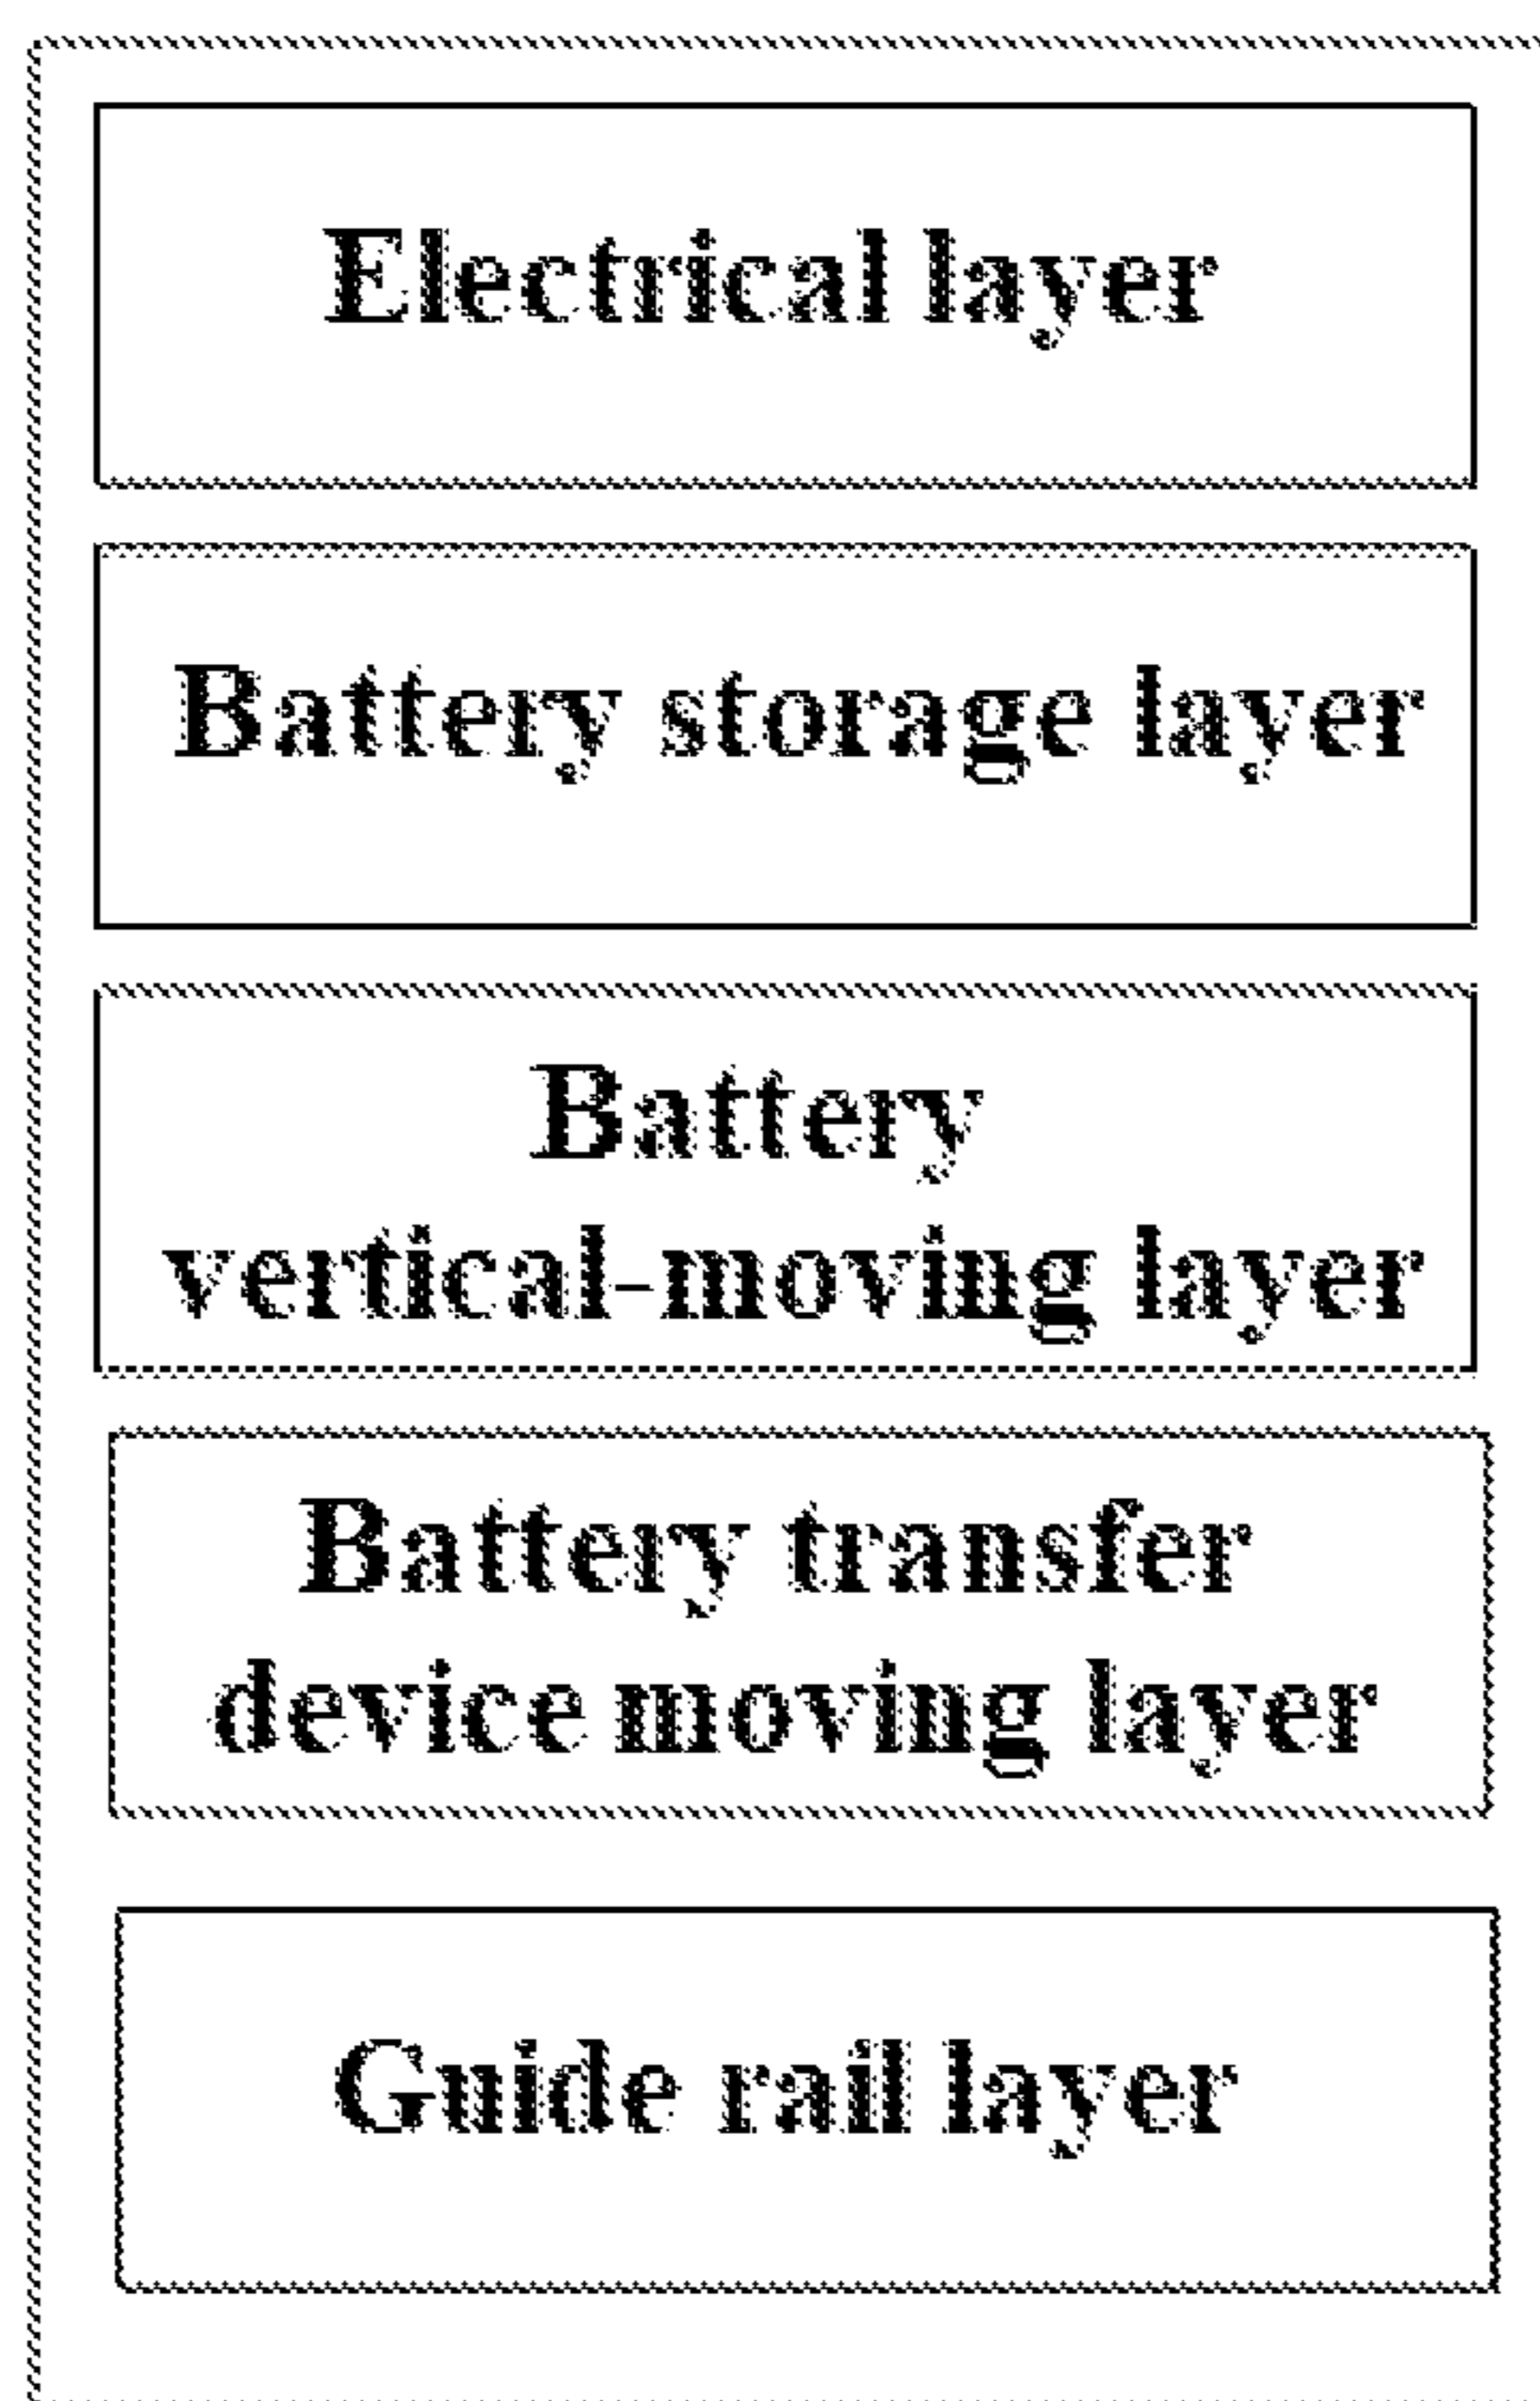 Electrical layer
Battery storage layer
Battery
vertical-moving layer
Battery transfer
device moving layer
Guide rail layer